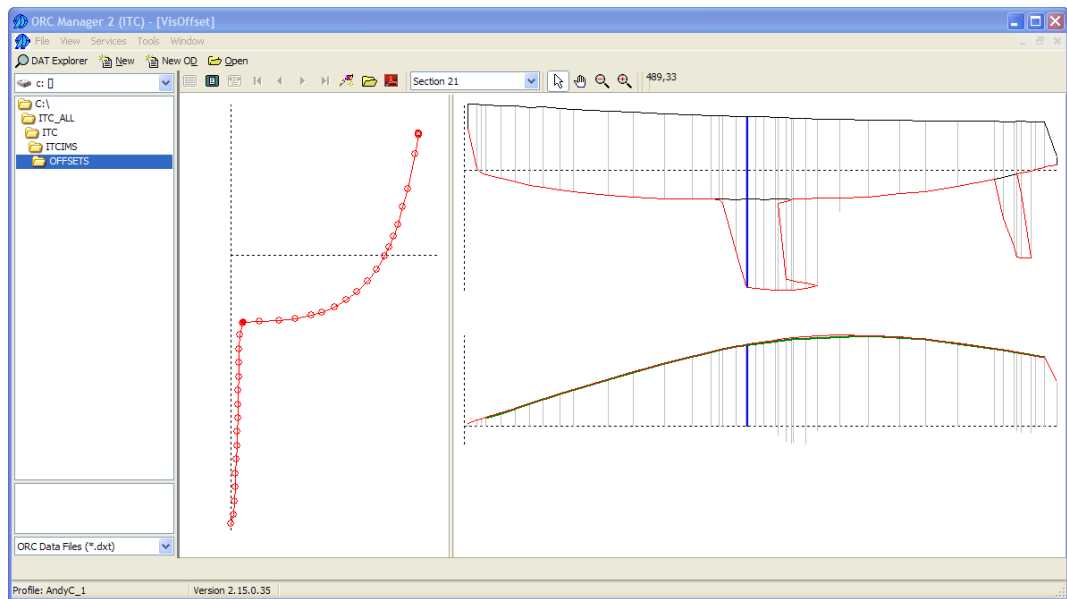 ORC Manager 2 (ITC) - [VisOffset]
File View Services Tools Window
DAT Explorer New New OD Open
c: [] Section 21 489,33
C:\
ITC_ALL
ITC
ITCIMS
OFFSETS
ORC Data Files (*.dxt)
Profile: AndyC_1 Version 2.15.0.35